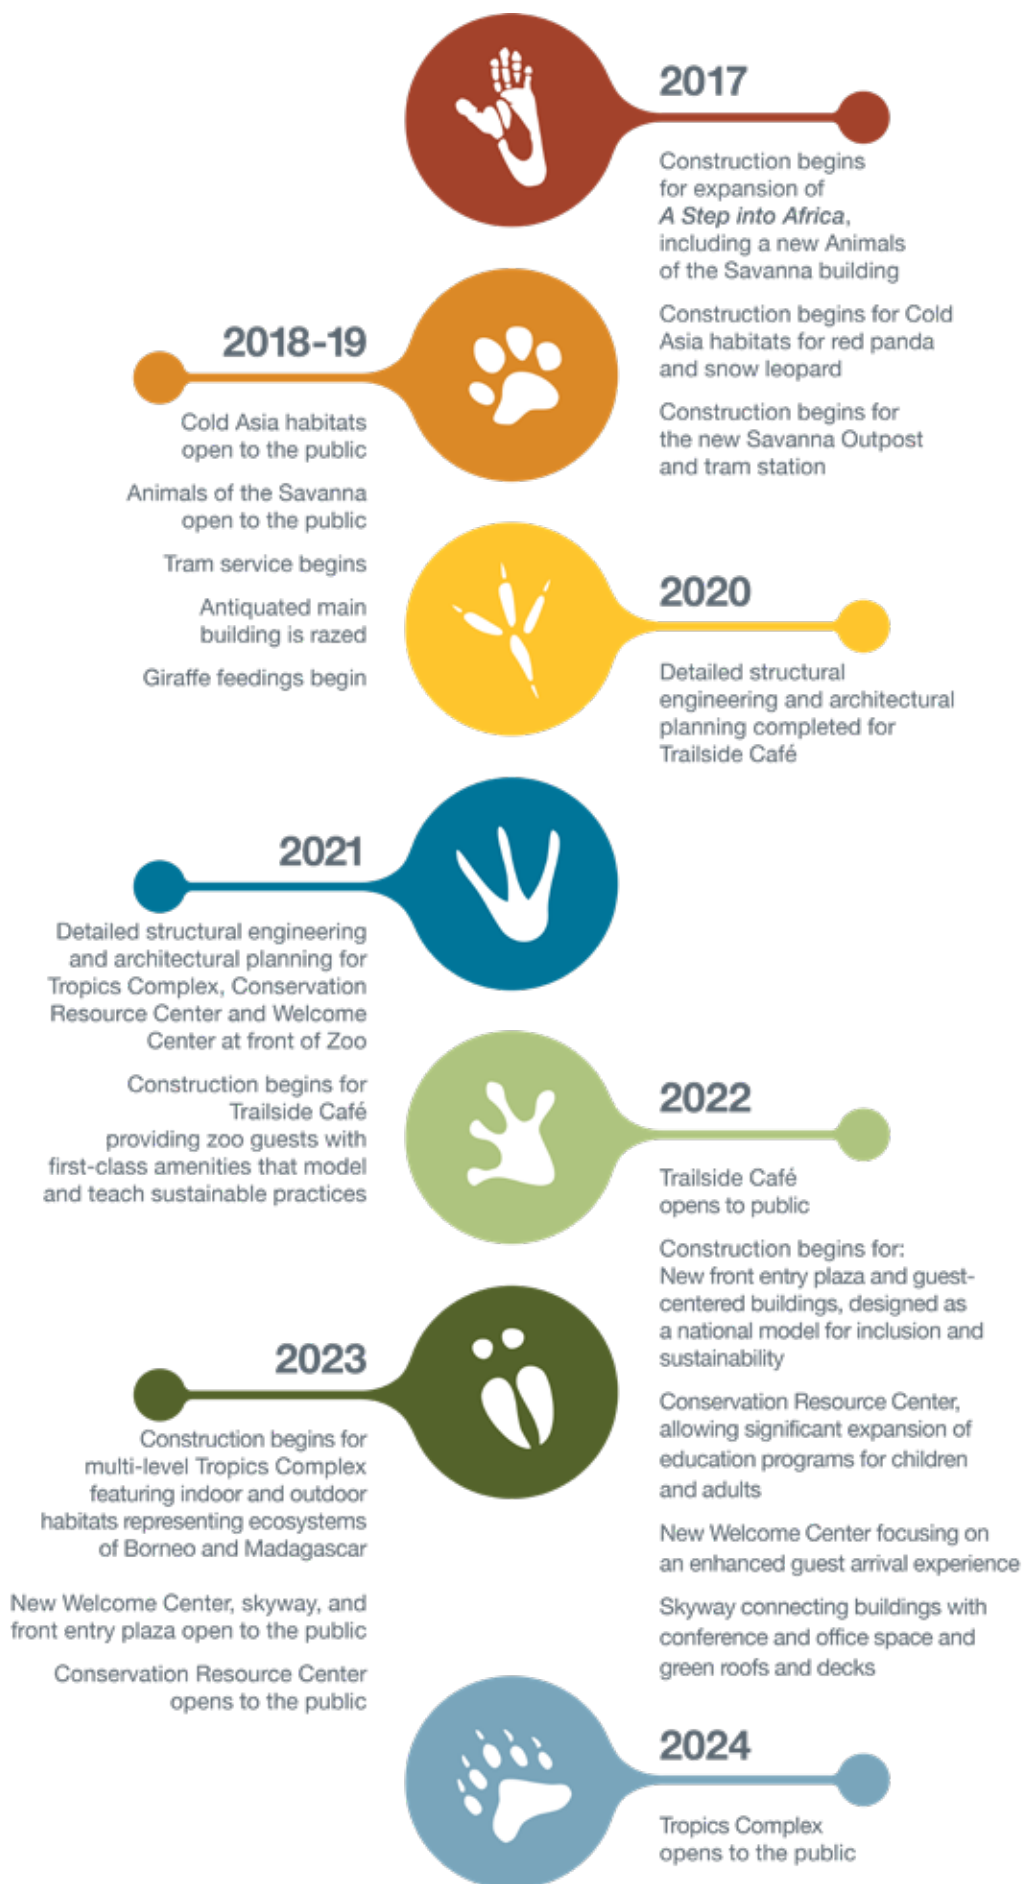 2017
Construction begins
for expansion of
A Step into Africa,
including a new Animals
of the Savanna building
Construction begins for Cold
Asia habitats for red panda
and snow leopard
Construction begins for
the new Savanna Outpost
and tram station
2018-19
Cold Asia habitats
open to the public
Animals of the Savanna
open to the public
Tram service begins
Antiquated main
building is razed
Giraffe feedings begin
2020
Detailed structural
engineering and architectural
planning completed for
Trailside Café
2021
Detailed structural engineering
and architectural planning for
Tropics Complex, Conservation
Resource Center and Welcome
Center at front of Zoo
Construction begins for
Trailside Café
providing zoo guests with
first-class amenities that model
and teach sustainable practices
2022
Trailside Café
opens to public
Construction begins for:
New front entry plaza and guest-
centered buildings, designed as
a national model for inclusion and
sustainability
Conservation Resource Center,
allowing significant expansion of
education programs for children
and adults
New Welcome Center focusing on
an enhanced guest arrival experience
Skyway connecting buildings with
conference and office space and
green roofs and decks
2023
Construction begins for
multi-level Tropics Complex
featuring indoor and outdoor
habitats representing ecosystems
of Borneo and Madagascar
New Welcome Center, skyway, and
front entry plaza open to the public
Conservation Resource Center
opens to the public
2024
Tropics Complex
opens to the public